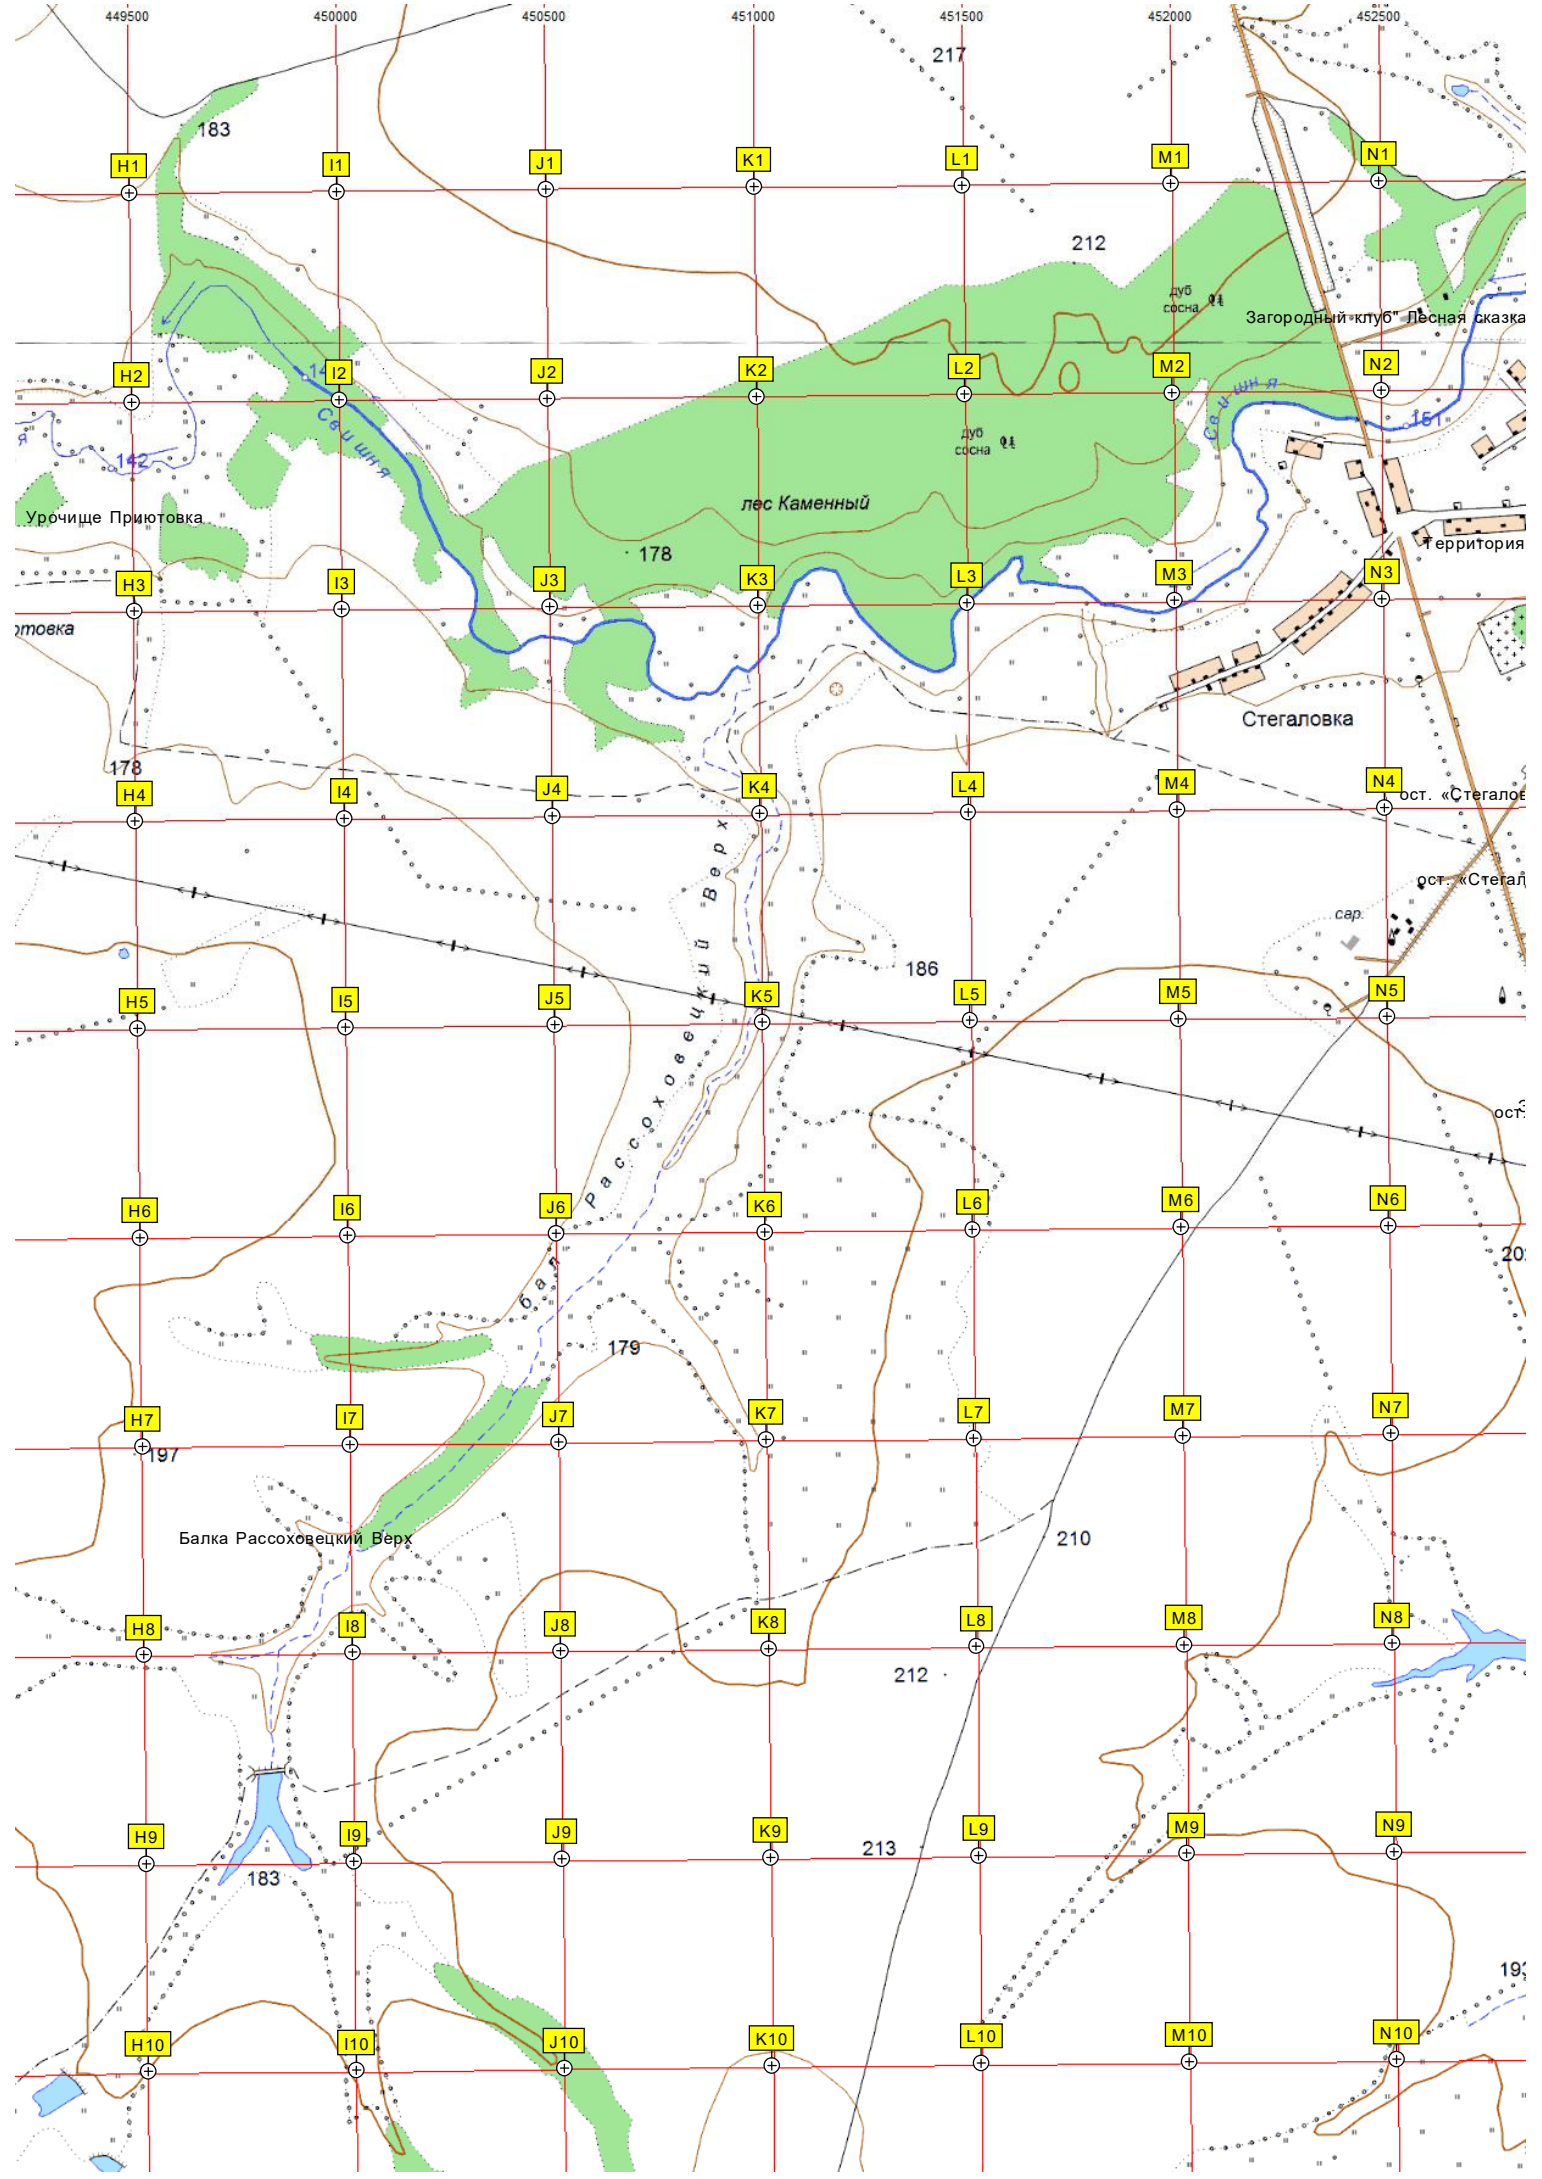 449500 450000 450500 451000 451500 452000 452500
217
183
H1 I1 J1 K1 L1 M1 N1
212
дуб
сосна
Загородный клуб" Лесная сказка
H2 I2 J2 K2 L2 M2 N2
Свишня
Свишня
151
я
142
дуб
сосна
лес Каменный
Урочище Приютовка
178
Территория
H3 I3 J3 K3 L3 M3 N3
отовка
Стегаловка
178
H4 I4 J4 K4 L4 M4 N4
ост. «Стегалов
ост. «Стегал
сар.
186
H5 I5 J5 K5 L5 M5 N5
бал Рассоховецкий Верх
ост.
H6 I6 J6 K6 L6 M6 N6
179
H7 I7 J7 K7 L7 M7 N7
197
Балка Рассоховецкий Верх
210
H8 I8 J8 K8 L8 M8 N8
212
H9 I9 J9 K9 L9 M9 N9
213
183
193
H10 I10 J10 K10 L10 M10 N10